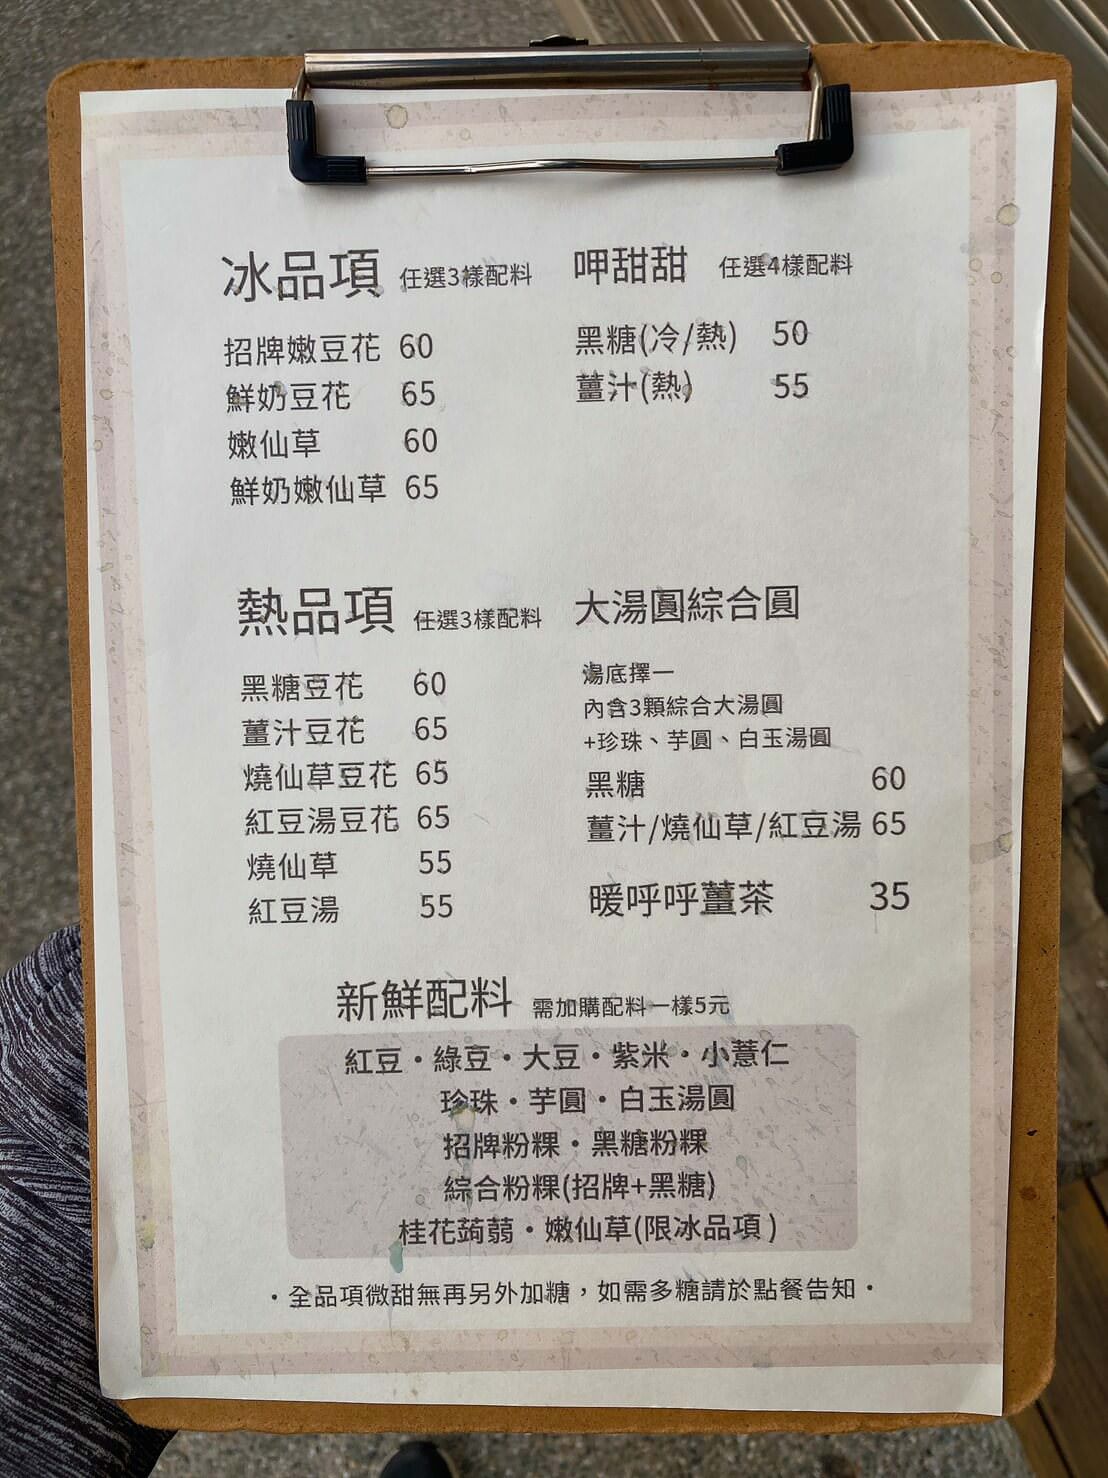 冰品項 任選3樣配料
招牌嫩豆花 60
鮮奶豆花 65
嫩仙草 60
鮮奶嫩仙草 65
呷甜甜 任選4樣配料
黑糖(冷/熱) 50
薑汁(熱) 55
熱品項 任選3樣配料
黑糖豆花 60
薑汁豆花 65
燒仙草豆花 65
紅豆湯豆花 65
燒仙草 55
紅豆湯 55
大湯圓綜合圓
湯底擇一
內含3顆綜合大湯圓
+珍珠、芋圓、白玉湯圓
黑糖 60
薑汁/燒仙草/紅豆湯 65
暖呼呼薑茶 35
新鮮配料 需加購配料一樣5元
紅豆・綠豆・大豆・紫米・小薏仁
珍珠・芋圓・白玉湯圓
招牌粉粿・黑糖粉粿
綜合粉粿(招牌+黑糖)
桂花蒟蒻・嫩仙草(限冰品項)
・全品項微甜無再另外加糖，如需多糖請於點餐告知・